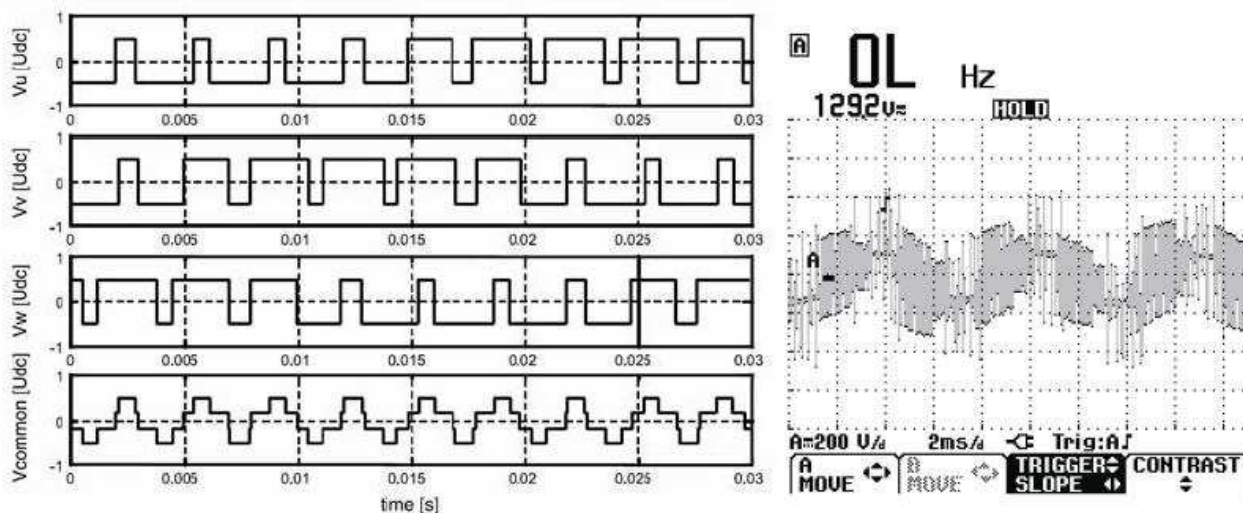 1
Vu [Udc]
0
-1
0 0.005 0.01 0.015 0.02 0.025 0.03
1
Vv [Udc]
0
-1
0 0.005 0.01 0.015 0.02 0.025 0.03
1
Vw [Udc]
0
-1
0 0.005 0.01 0.015 0.02 0.025 0.03
1
Vcommon [Udc]
0
-1
0 0.005 0.01 0.015 0.02 0.025 0.03
time [s]
A
OL Hz
129.2V≂
HOLD
A
A=200 V/d 2ms/d Trig:A
A
MOVE
B
MOVE
TRIGGER
SLOPE
CONTRAST